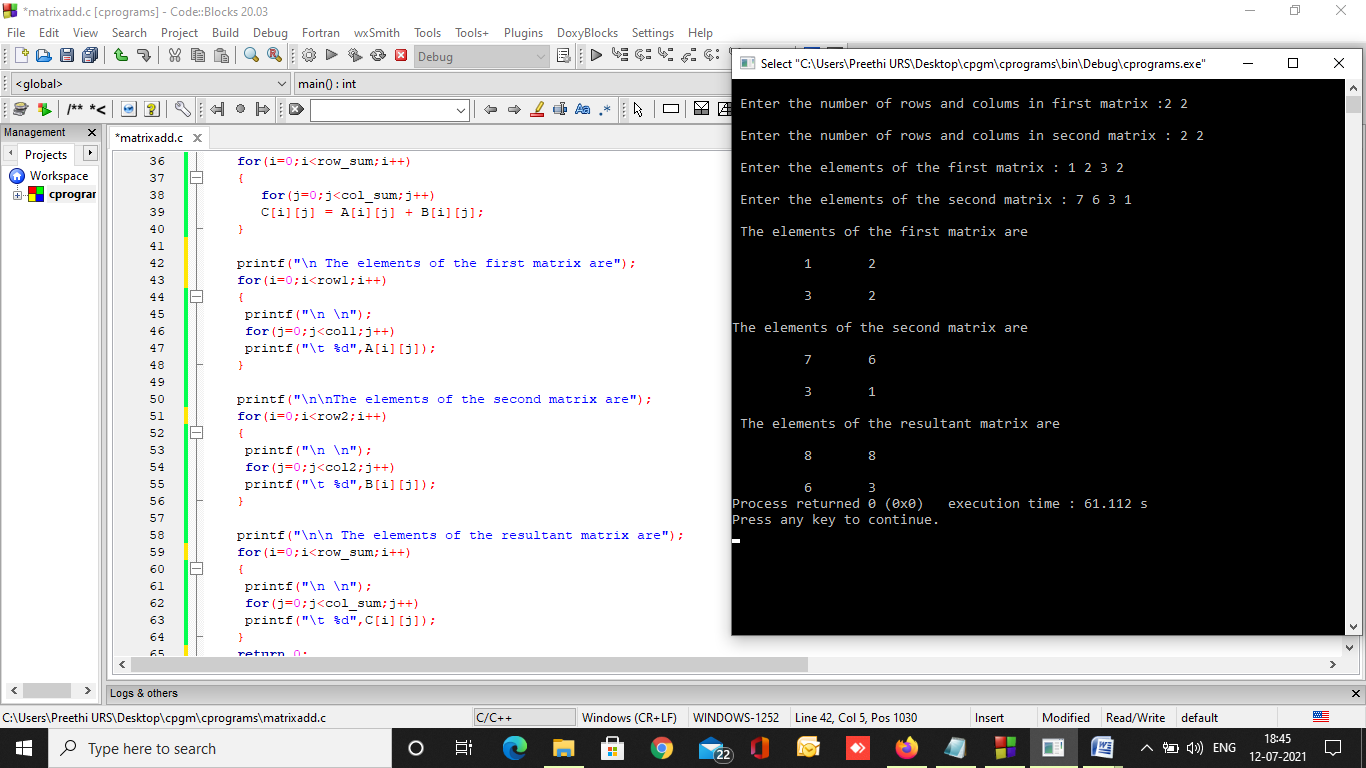 *matrixadd.c [cprograms] - Code::Blocks 20.03
File Edit View Search Project Build Debug Fortran wxSmith Tools Tools+ Plugins DoxyBlocks Settings Help
Debug
<global>
main() : int
/** *<
Aa .*
Management
Projects
Workspace
cprogran
*matrixadd.c
36 for(i=0;i<row_sum;i++)
37 {
38 for(j=0;j<col_sum;j++)
39 C[i][j] = A[i][j] + B[i][j];
40 }
41
42 printf("\n The elements of the first matrix are");
43 for(i=0;i<row1;i++)
44 {
45 printf("\n \n");
46 for(j=0;j<col1;j++)
47 printf("\t %d",A[i][j]);
48 }
49
50 printf("\n\nThe elements of the second matrix are");
51 for(i=0;i<row2;i++)
52 {
53 printf("\n \n");
54 for(j=0;j<col2;j++)
55 printf("\t %d",B[i][j]);
56 }
57
58 printf("\n\n The elements of the resultant matrix are");
59 for(i=0;i<row_sum;i++)
60 {
61 printf("\n \n");
62 for(j=0;j<col_sum;j++)
63 printf("\t %d",C[i][j]);
64 }
65 return 0;
Select "C:\Users\Preethi URS\Desktop\cpgm\cprograms\bin\Debug\cprograms.exe"
Enter the number of rows and colums in first matrix :2 2
Enter the number of rows and colums in second matrix : 2 2
Enter the elements of the first matrix : 1 2 3 2
Enter the elements of the second matrix : 7 6 3 1
The elements of the first matrix are
1 2
3 2
The elements of the second matrix are
7 6
3 1
The elements of the resultant matrix are
8 8
6 3
Process returned 0 (0x0) execution time : 61.112 s
Press any key to continue.
Logs & others
C:\Users\Preethi URS\Desktop\cpgm\cprograms\matrixadd.c C/C++ Windows (CR+LF) WINDOWS-1252 Line 42, Col 5, Pos 1030 Insert Modified Read/Write default
Type here to search
22
ENG
18:45
12-07-2021